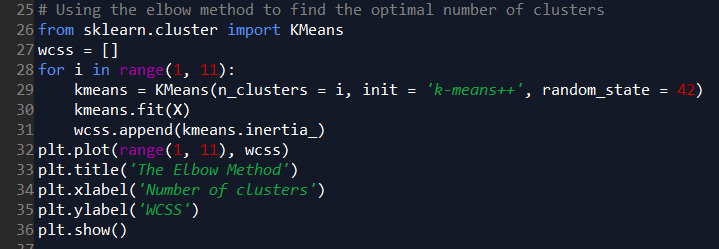 25 # Using the elbow method to find the optimal number of clusters
26 from sklearn.cluster import KMeans
27 wcss = []
28 for i in range(1, 11):
29     kmeans = KMeans(n_clusters = i, init = 'k-means++', random_state = 42)
30     kmeans.fit(X)
31     wcss.append(kmeans.inertia_)
32 plt.plot(range(1, 11), wcss)
33 plt.title('The Elbow Method')
34 plt.xlabel('Number of clusters')
35 plt.ylabel('WCSS')
36 plt.show()